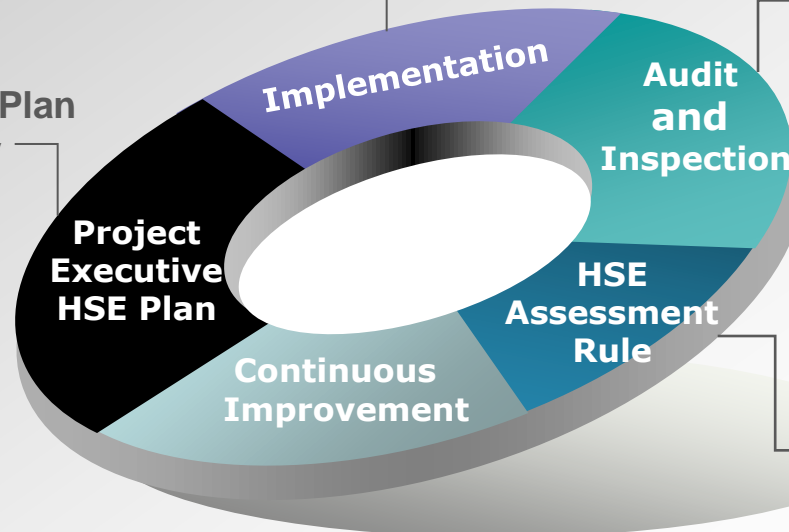 Plan
Implementation
Audit
and
Inspection
Project
Executive
HSE Plan
HSE
Assessment
Rule
Continuous
Improvement